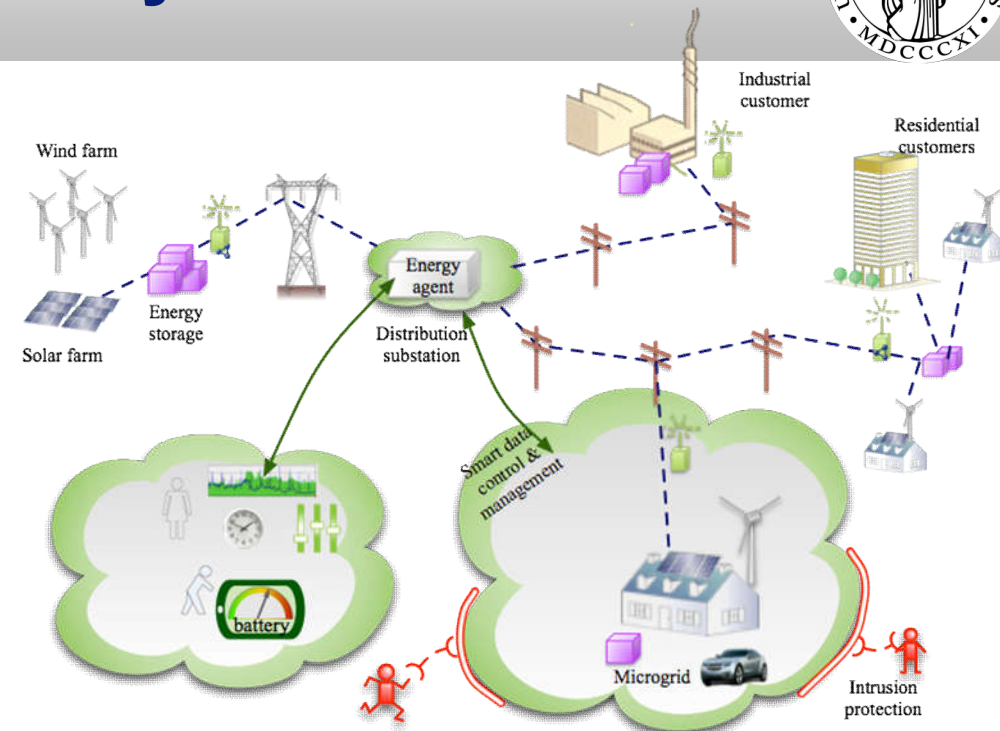 MDCCCXI
Industrial
customer
Residential
customers
Wind farm
Energy
agent
Energy
storage
Distribution
substation
Solar farm
Smart data
control &
management
battery
Microgrid
Intrusion
protection